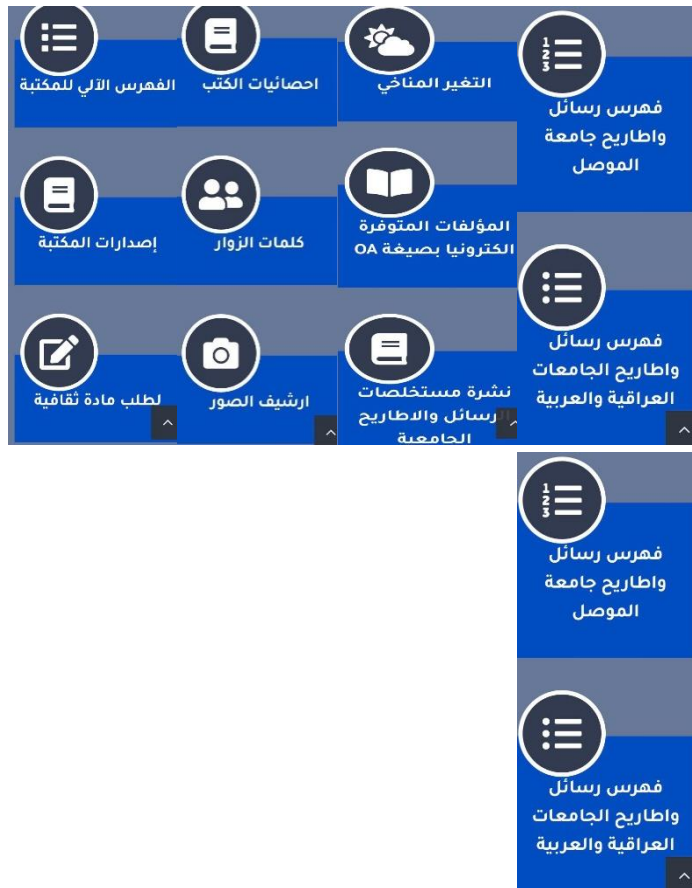 فهرس رسائل
واطاريح جامعة
الموصل
فهرس رسائل
واطاريح الجامعات
العراقية والعربية
التغير المناخي
المؤلفات المتوفرة
الكترونيا بصيغة OA
نشرة مستخلصات
الرسائل والاطاريح
الجامعية
احصائيات الكتب
كلمات الزوار
ارشيف الصور
الفهرس الآلي للمكتبة
إصدارات المكتبة
لطلب مادة ثقافية
فهرس رسائل
واطاريح جامعة
الموصل
فهرس رسائل
واطاريح الجامعات
العراقية والعربية